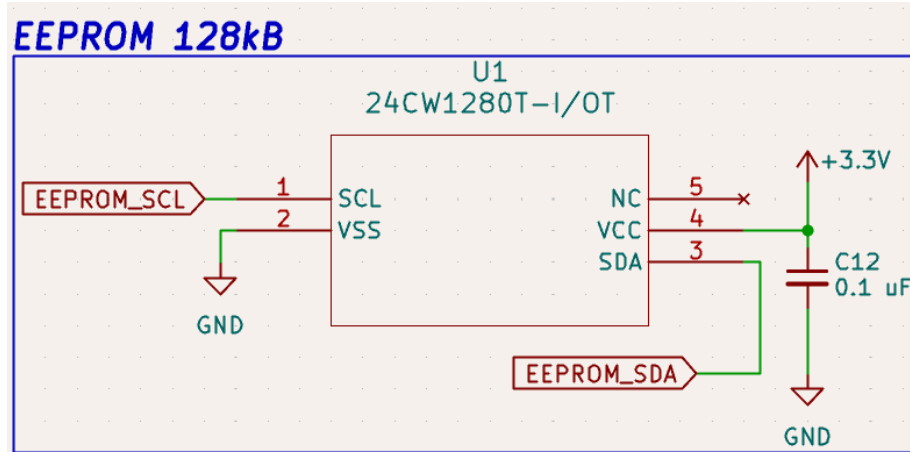 EEPROM 128kB
U1
24CW1280T-I/OT
+3.3V
EEPROM_SCL
1
SCL
NC
5
2
VSS
VCC
4
SDA
3
C12
0.1 uF
GND
EEPROM_SDA
GND